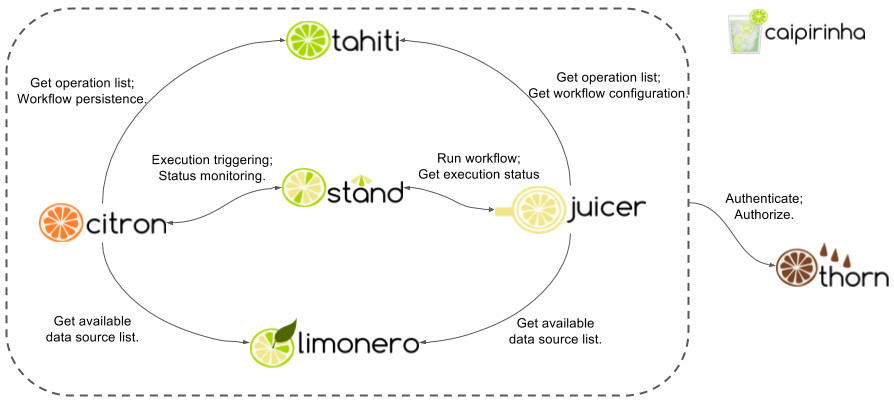 tahiti
caipirinha
Get operation list;
Workflow persistence.
Get operation list;
Get workflow configuration.
Execution triggering;
Status monitoring.
Run workflow;
Get execution status
stand
citron
juicer
Authenticate;
Authorize.
thorn
Get available
data source list.
Get available
data source list.
limonero